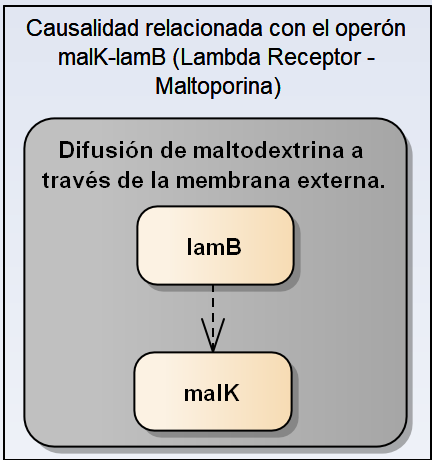 Causalidad relacionada con el operón
malK-lamB (Lambda Receptor -
Maltoporina)
Difusión de maltodextrina a
través de la membrana externa.
lamB
malK